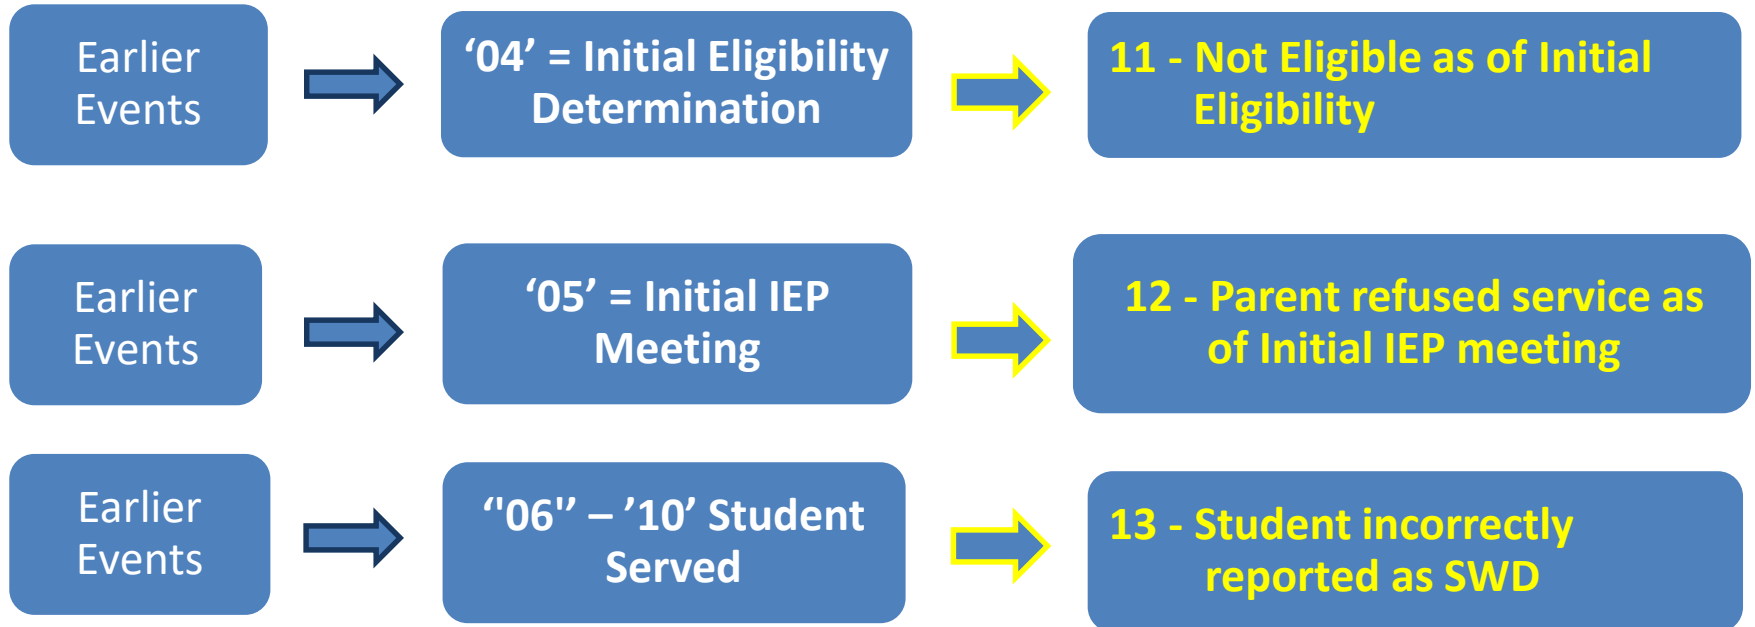 Earlier
Events
‘04’ = Initial Eligibility
Determination
11 - Not Eligible as of Initial
Eligibility
Earlier
Events
‘05’ = Initial IEP
Meeting
12 - Parent refused service as
of Initial IEP meeting
Earlier
Events
‘'06'’ – ’10’ Student
Served
13 - Student incorrectly
reported as SWD